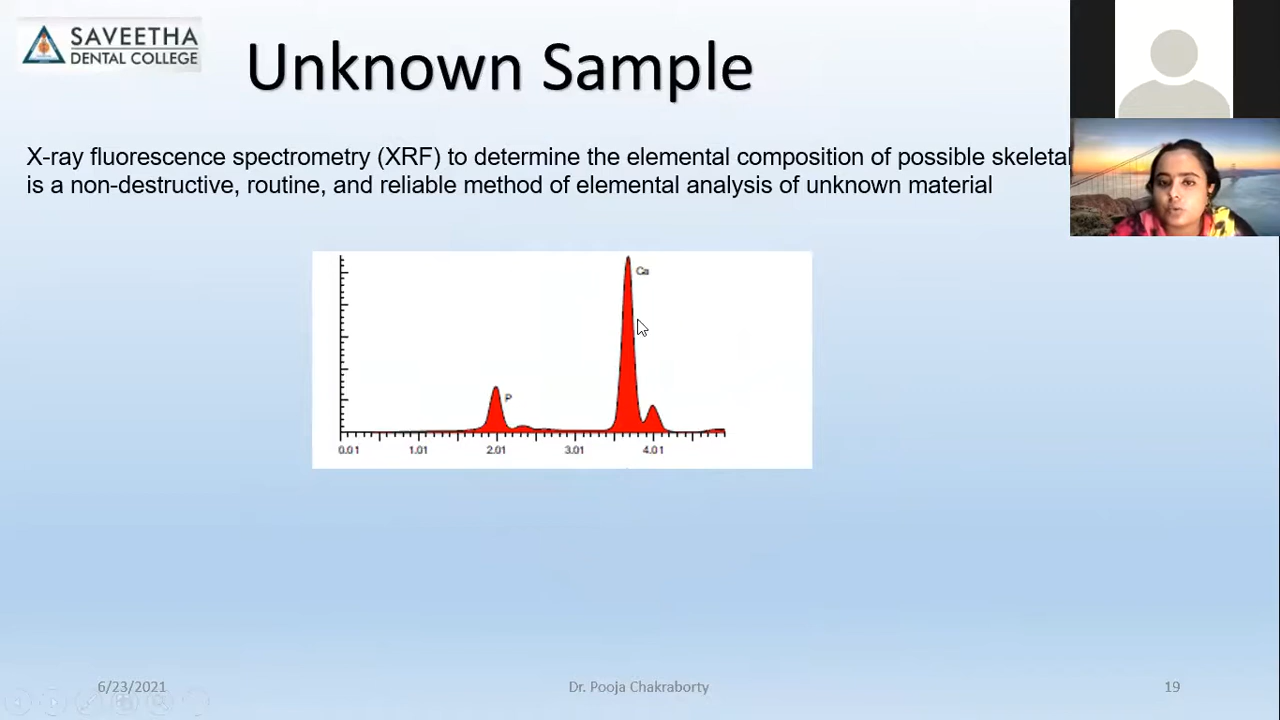 SAVEETHA
DENTAL COLLEGE
Unknown Sample
X-ray fluorescence spectrometry (XRF) to determine the elemental composition of possible skeletal
is a non-destructive, routine, and reliable method of elemental analysis of unknown material
Ca
P
0.01 1.01 2.01 3.01 4.01
6/23/2021 Dr. Pooja Chakraborty 19